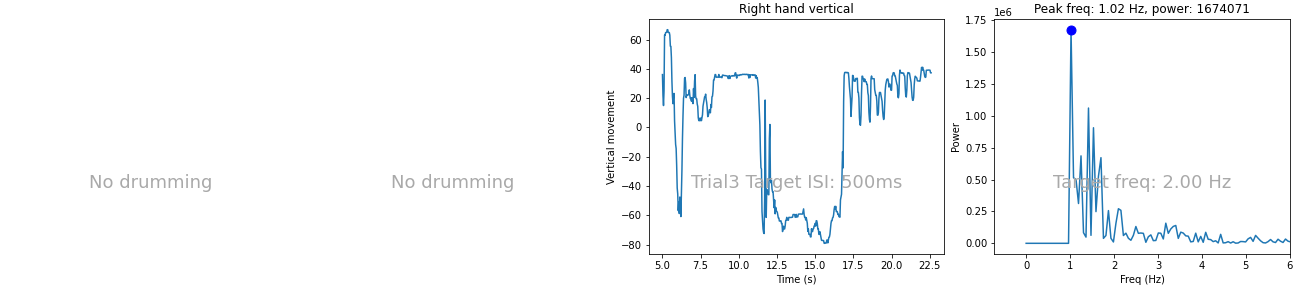 No drumming
No drumming
Right hand vertical
Vertical movement
60
40
20
0
−20
−40
−60
−80
Trial3 Target ISI: 500ms
5.0 7.5 10.0 12.5 15.0 17.5 20.0 22.5
Time (s)
Peak freq: 1.02 Hz, power: 1674071
1e6
Power
1.75
1.50
1.25
1.00
0.75
0.50
0.25
0.00
Target freq: 2.00 Hz
0 1 2 3 4 5 6
Freq (Hz)